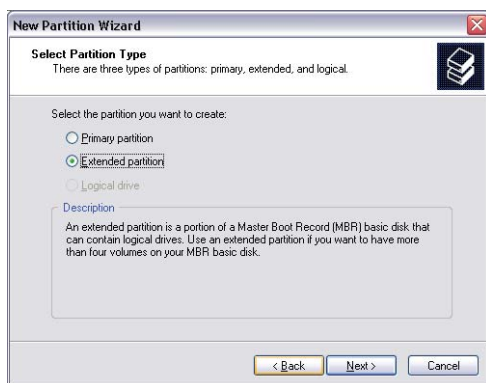 New Partition Wizard
Select Partition Type
There are three types of partitions: primary, extended, and logical.
Select the partition you want to create:
Primary partition
Extended partition
Logical drive
Description
An extended partition is a portion of a Master Boot Record (MBR) basic disk that
can contain logical drives. Use an extended partition if you want to have more
than four volumes on your MBR basic disk.
< Back
Next >
Cancel